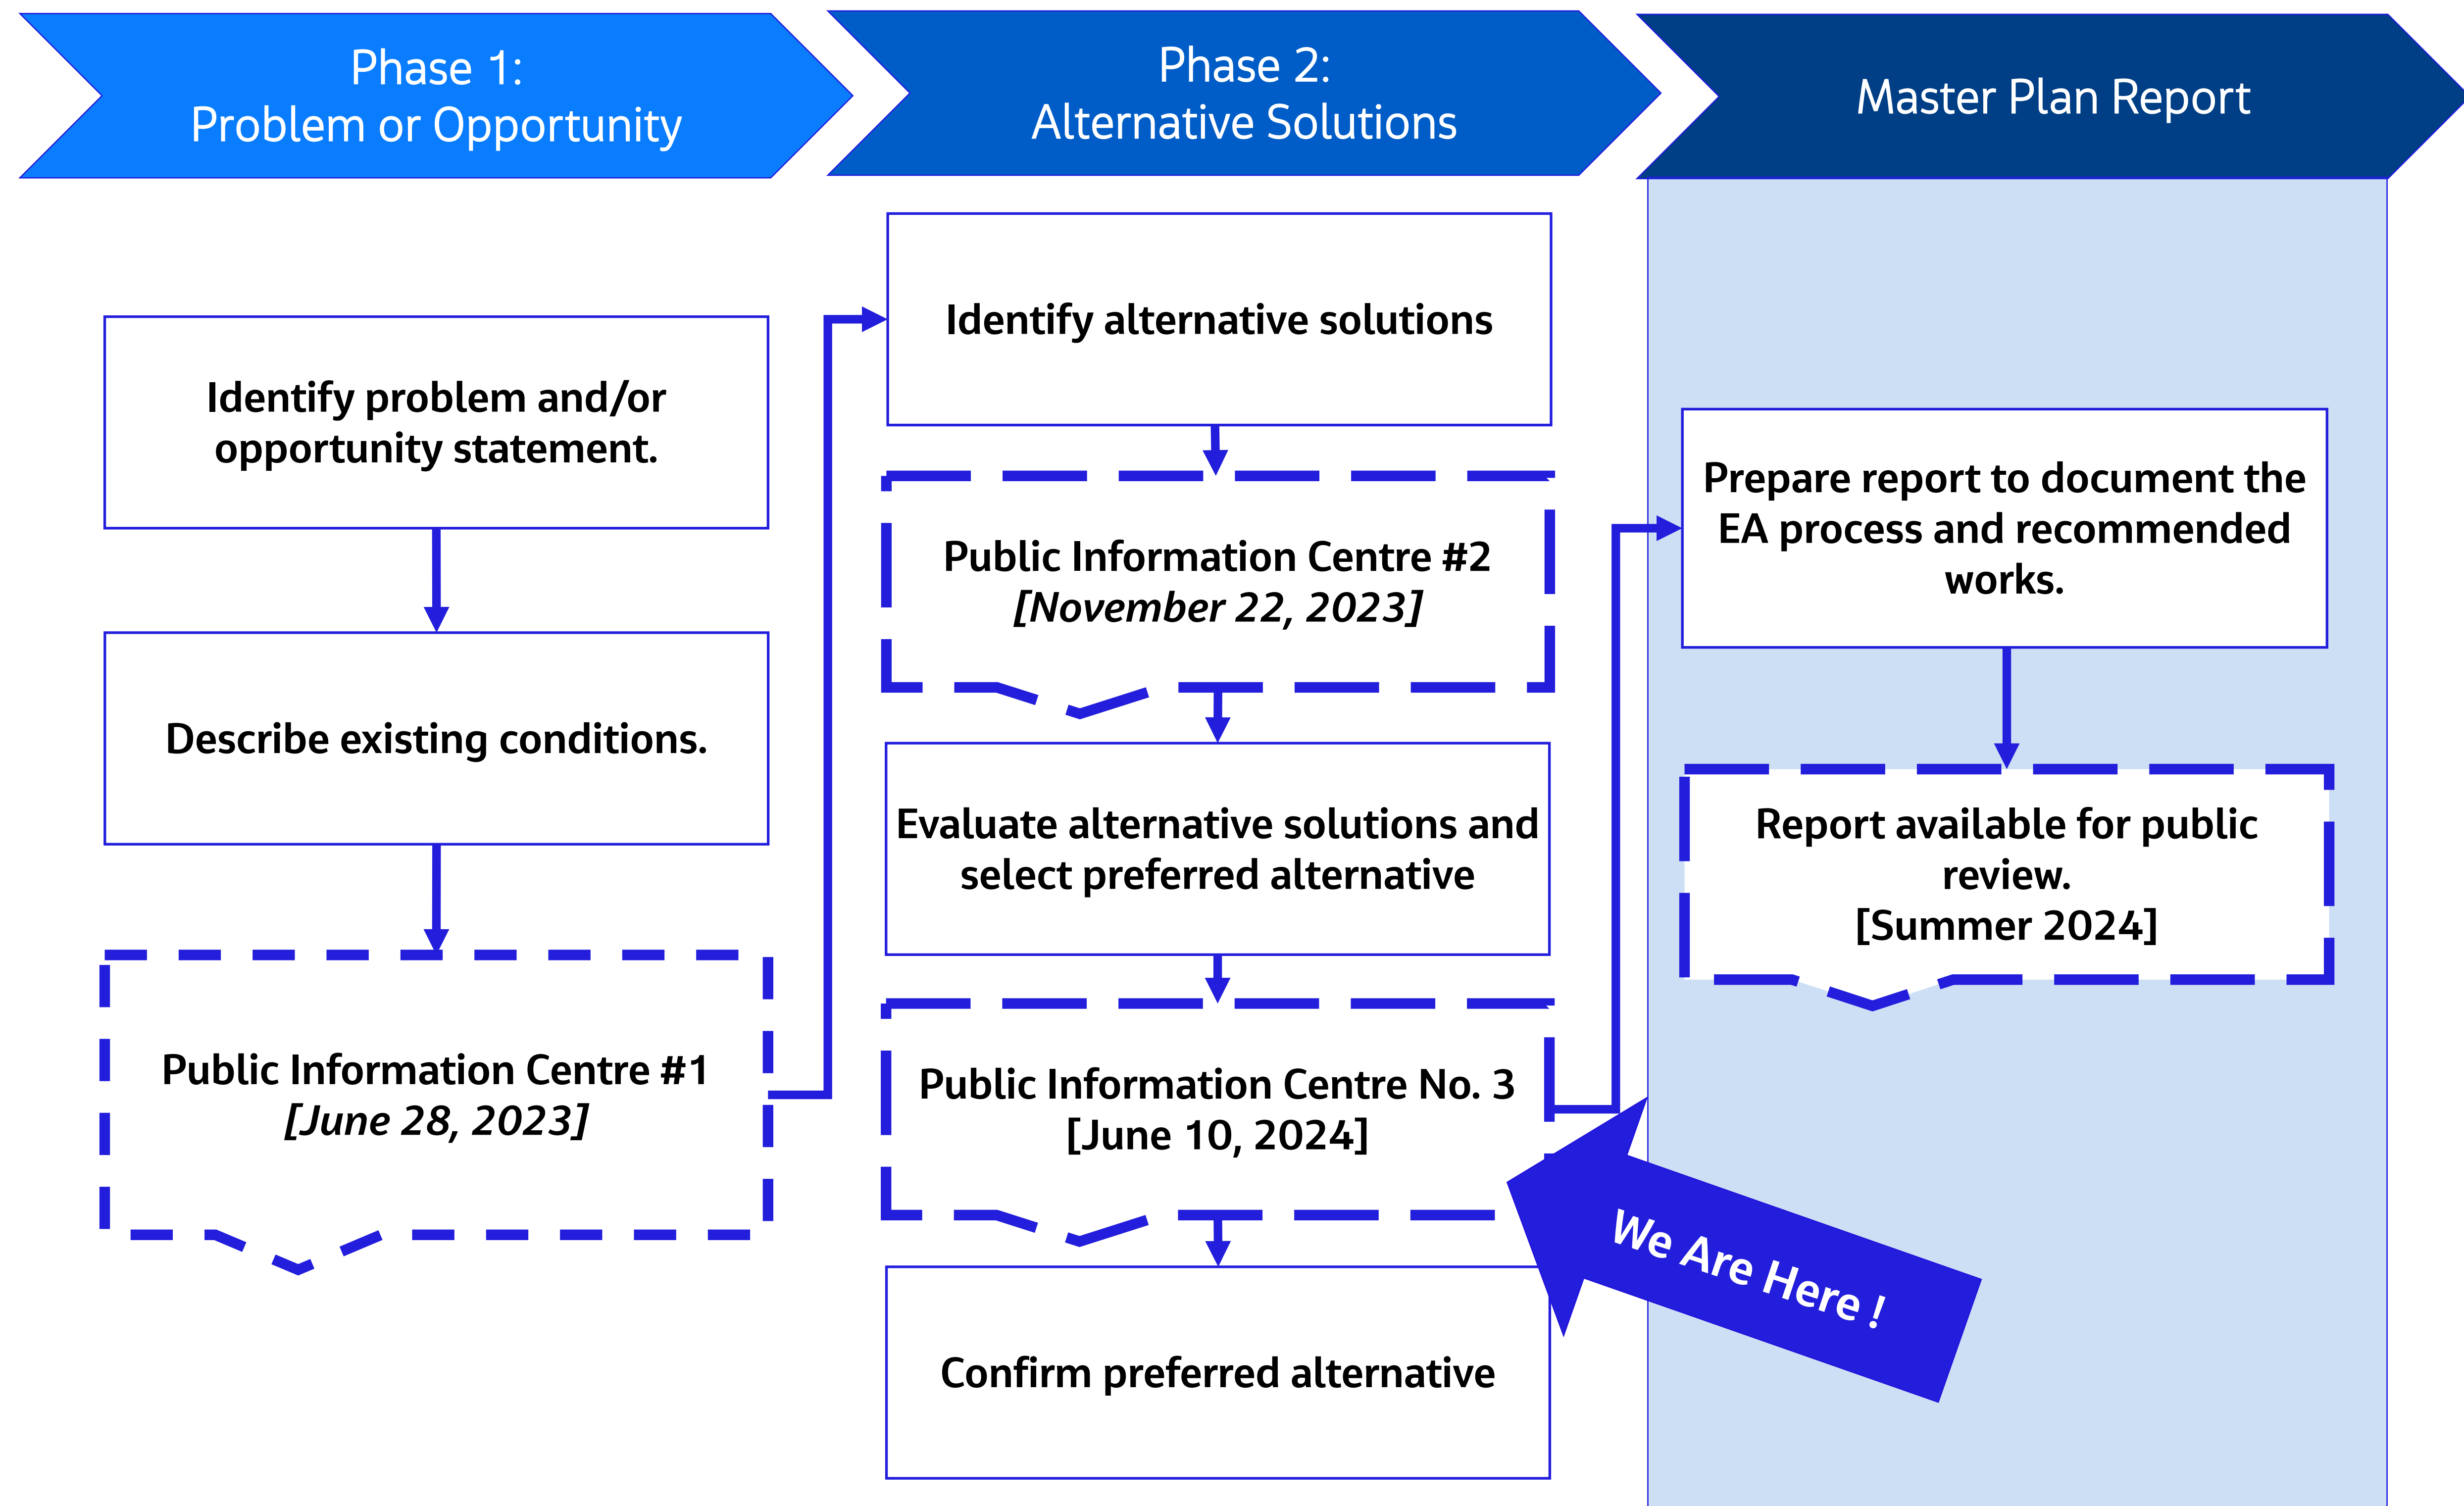 Phase 1:
Problem or Opportunity
Phase 2:
Alternative Solutions
Master Plan Report
Identify problem and/or
opportunity statement.
Describe existing conditions.
Public Information Centre #1
[June 28, 2023]
Identify alternative solutions
Public Information Centre #2
[November 22, 2023]
Evaluate alternative solutions and
select preferred alternative
Public Information Centre No. 3
[June 10, 2024]
Confirm preferred alternative
Prepare report to document the
EA process and recommended
works.
Report available for public
review.
[Summer 2024]
We Are Here !